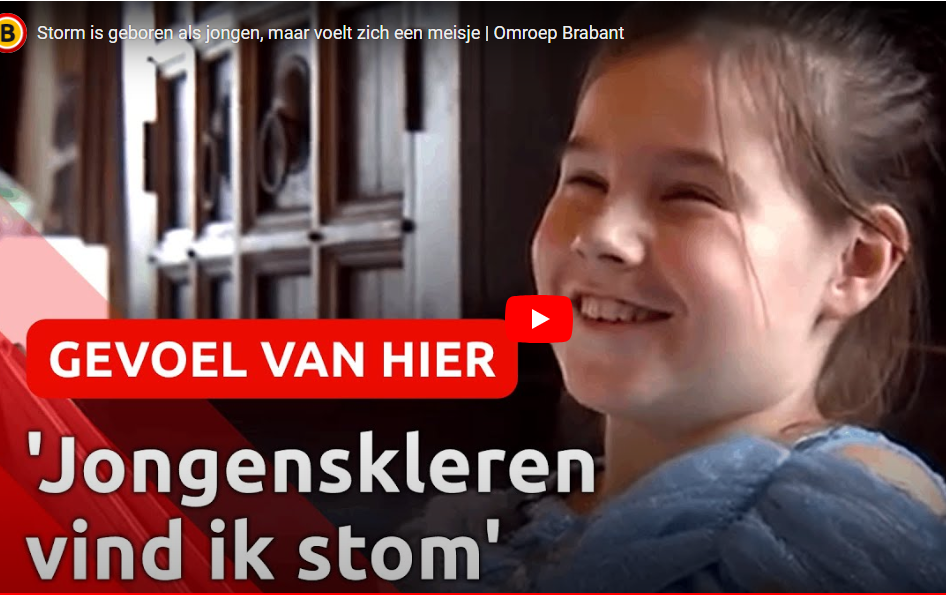 B
Storm is geboren als jongen, maar voelt zich een meisje | Omroep Brabant
GEVOEL VAN HIER
'Jongenskleren
vind ik stom'